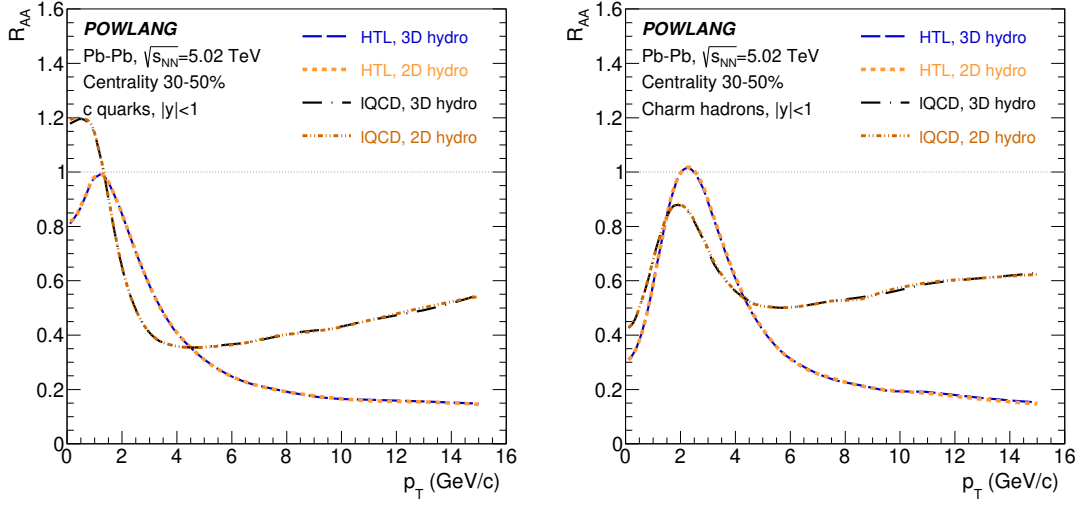 R_AA
POWLANG
Pb-Pb, √s_NN=5.02 TeV
Centrality 30-50%
c quarks, |y|<1
HTL, 3D hydro
HTL, 2D hydro
lQCD, 3D hydro
lQCD, 2D hydro
1.6
1.4
1.2
1
0.8
0.6
0.4
0.2
0
0 2 4 6 8 10 12 14 16
p_T (GeV/c)
R_AA
POWLANG
Pb-Pb, √s_NN=5.02 TeV
Centrality 30-50%
Charm hadrons, |y|<1
HTL, 3D hydro
HTL, 2D hydro
lQCD, 3D hydro
lQCD, 2D hydro
1.6
1.4
1.2
1
0.8
0.6
0.4
0.2
0
0 2 4 6 8 10 12 14 16
p_T (GeV/c)